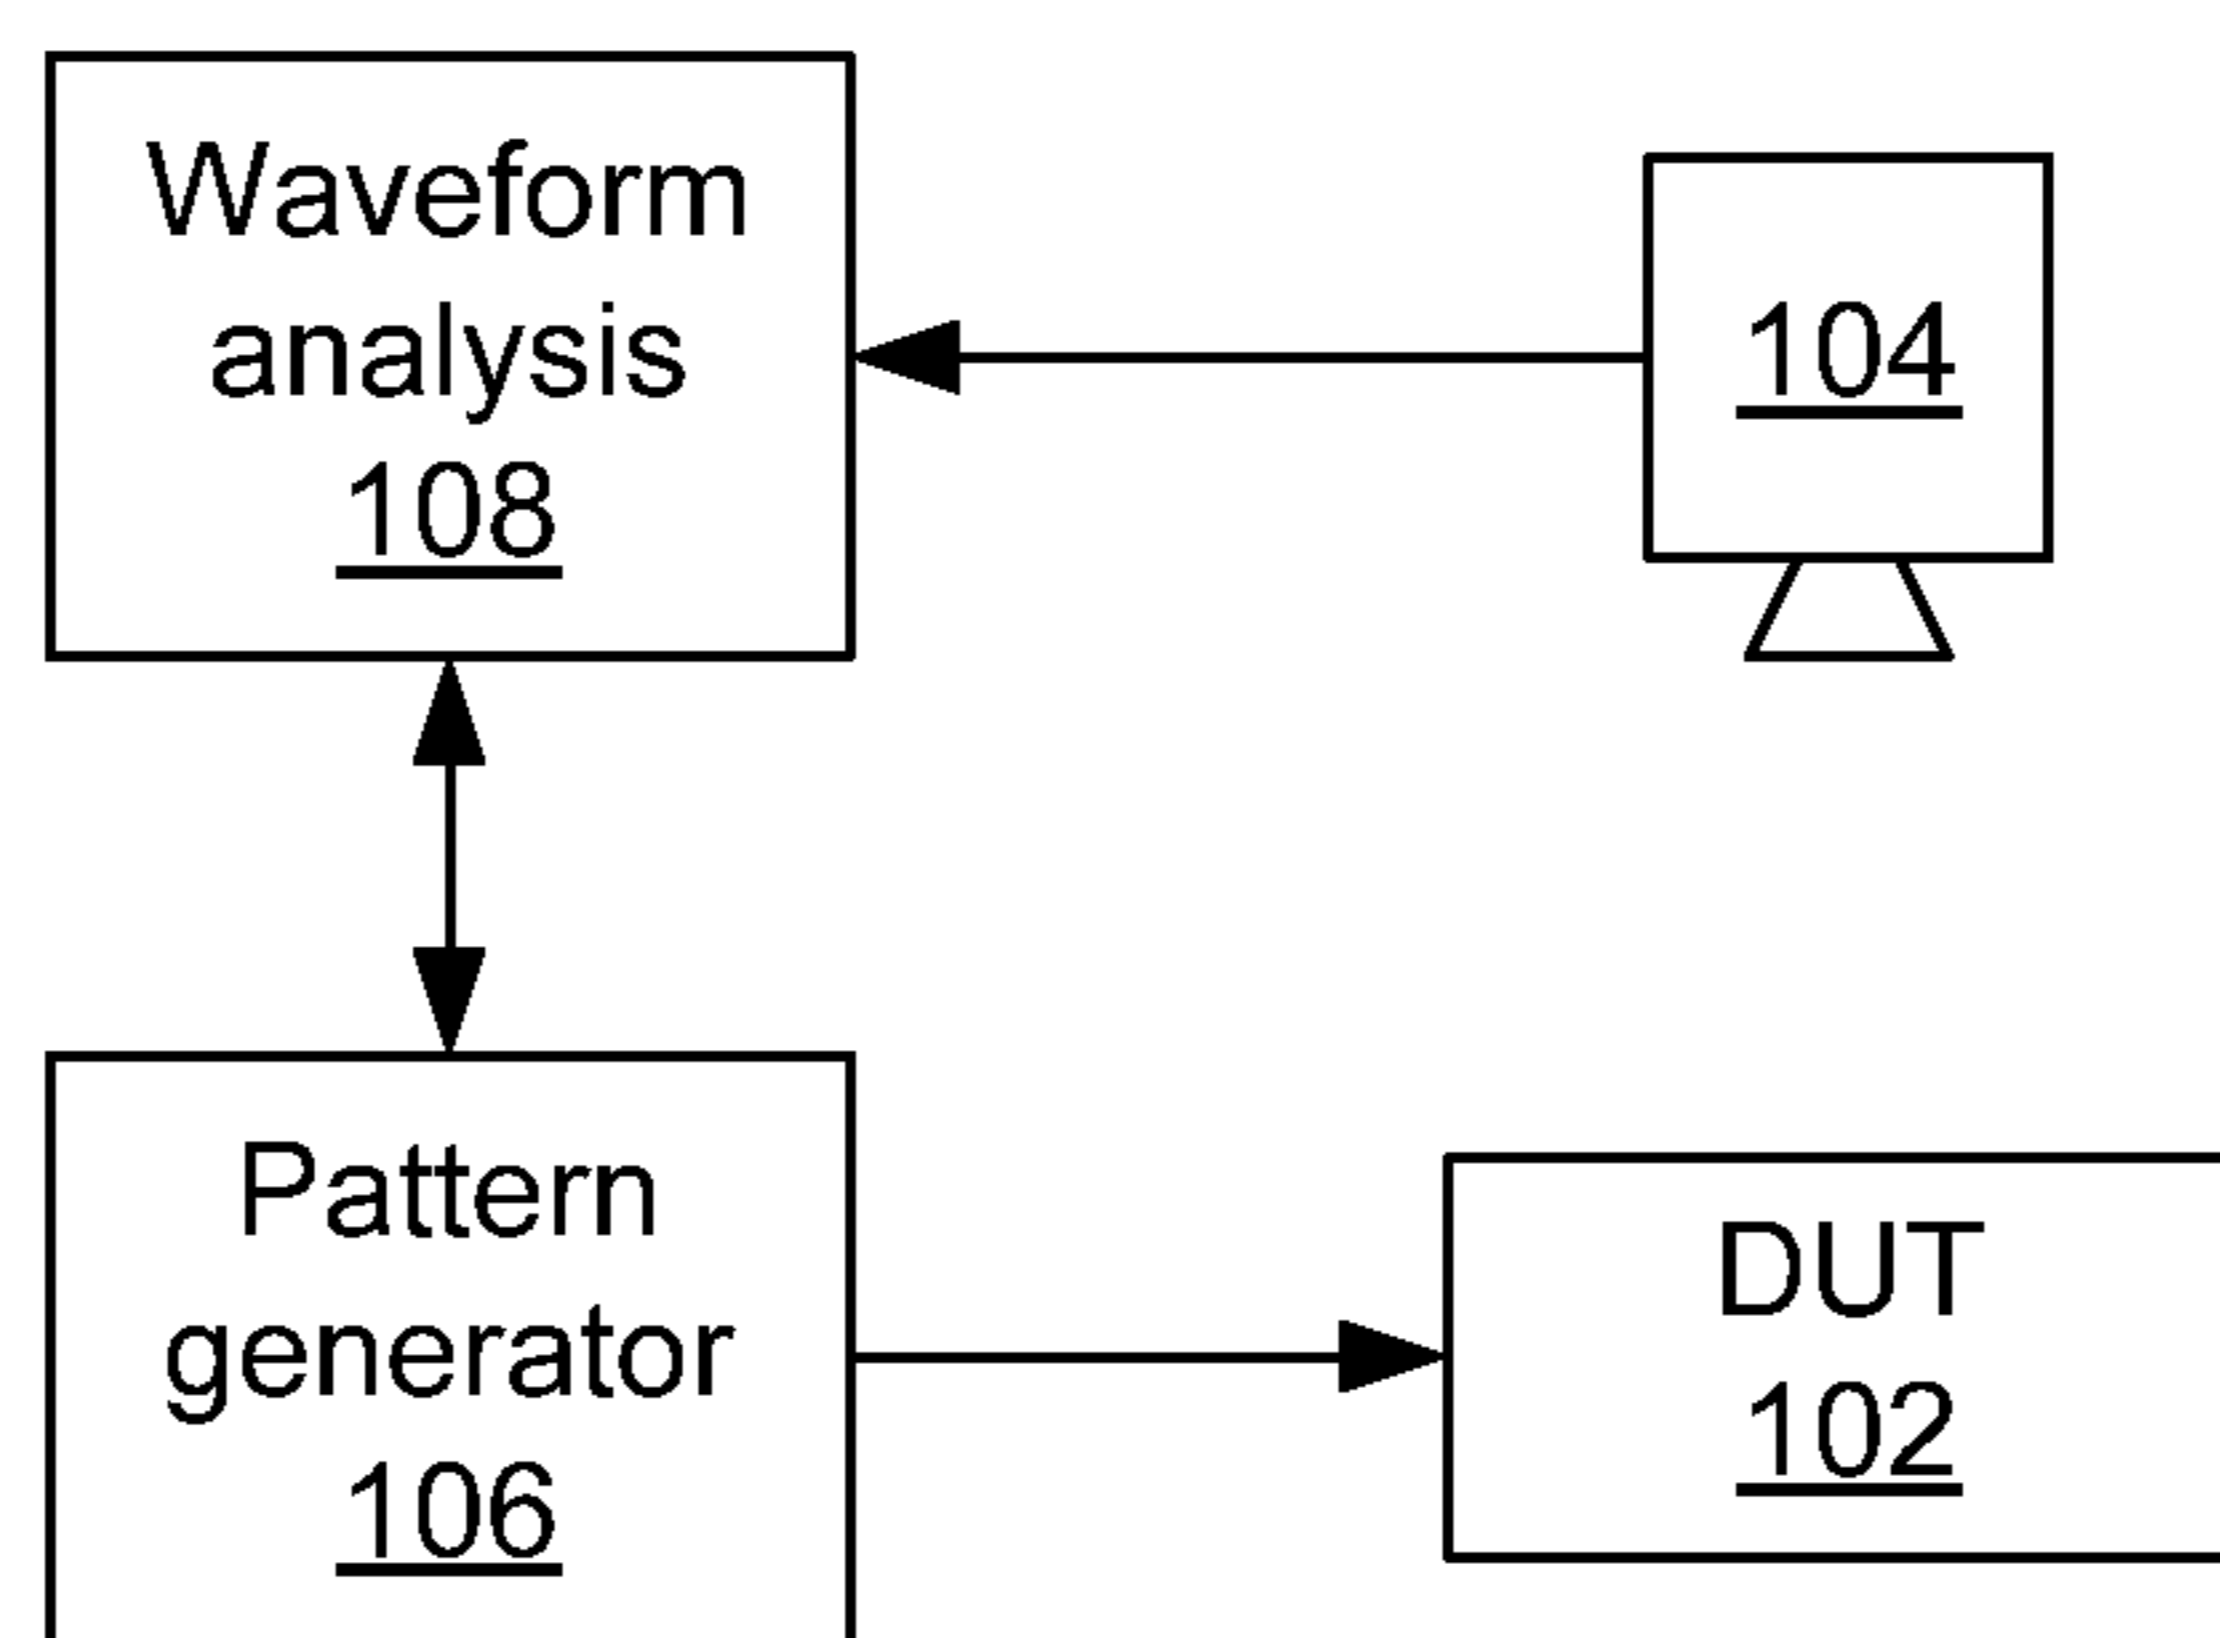 Waveform
analysis
108
104
Pattern
generator
106
DUT
102